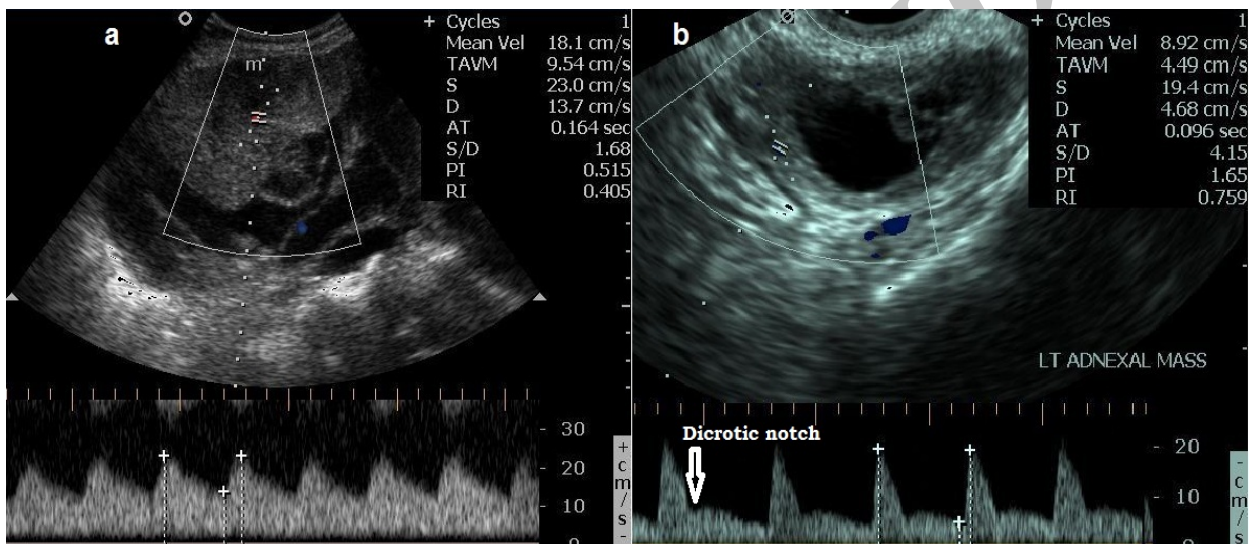 a
+ Cycles 1
Mean Vel 18.1 cm/s
TAVM 9.54 cm/s
S 23.0 cm/s
D 13.7 cm/s
AT 0.164 sec
S/D 1.68
PI 0.515
RI 0.405
m
30
20
10
0
+
cm/s
-
b
+ Cycles 1
Mean Vel 8.92 cm/s
TAVM 4.49 cm/s
S 19.4 cm/s
D 4.68 cm/s
AT 0.096 sec
S/D 4.15
PI 1.65
RI 0.759
LT ADNEXAL MASS
Dicrotic notch
20
10
-
cm/s